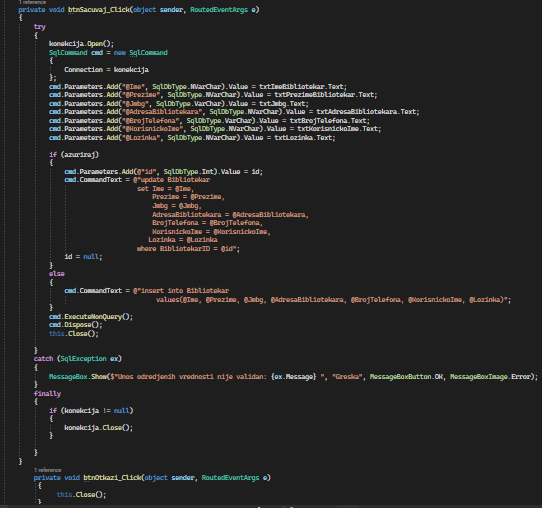 1 reference
private void btnSacuvaj_Click(object sender, RoutedEventArgs e)
{
try
{
konekcija.Open();
SqlCommand cmd = new SqlCommand
{
Connection = konekcija
};
cmd.Parameters.Add("@Ime", SqlDbType.NVarChar).Value = txtImeBibliotekar.Text;
cmd.Parameters.Add("@Prezime", SqlDbType.NVarChar).Value = txtPrezimeBibliotekar.Text;
cmd.Parameters.Add("@Jmbg", SqlDbType.VarChar).Value = txtJmbg.Text;
cmd.Parameters.Add("@AdresaBibliotekara", SqlDbType.NVarChar).Value = txtAdresaBibliotekara.Text;
cmd.Parameters.Add("@BrojTelefona", SqlDbType.VarChar).Value = txtBrojTelefona.Text;
cmd.Parameters.Add("@KorisnickoIme", SqlDbType.NVarChar).Value = txtKorisnickoIme.Text;
cmd.Parameters.Add("@Lozinka", SqlDbType.NVarChar).Value = txtLozinka.Text;
if (azuriraj)
{
cmd.Parameters.Add(@"id", SqlDbType.Int).Value = id;
cmd.CommandText = @"update Bibliotekar
set Ime = @Ime,
Prezime = @Prezime,
Jmbg = @Jmbg,
AdresaBibliotekara = @AdresaBibliotekara,
BrojTelefona = @BrojTelefona,
KorisnickoIme = @KorisnickoIme,
Lozinka = @Lozinka
where BibliotekarID = @id";
id = null;
}
else
{
cmd.CommandText = @"insert into Bibliotekar
values(@Ime, @Prezime, @Jmbg, @AdresaBibliotekara, @BrojTelefona, @KorisnickoIme, @Lozinka)";
}
cmd.ExecuteNonQuery();
cmd.Dispose();
this.Close();
}
catch (SqlException ex)
{
MessageBox.Show($"Unos odredjenih vrednosti nije validan: {ex.Message} ", "Greska", MessageBoxButton.OK, MessageBoxImage.Error);
}
finally
{
if (konekcija != null)
{
konekcija.Close();
}
}
}
1 reference
private void btnOtkazi_Click(object sender, RoutedEventArgs e)
{
this.Close();
}